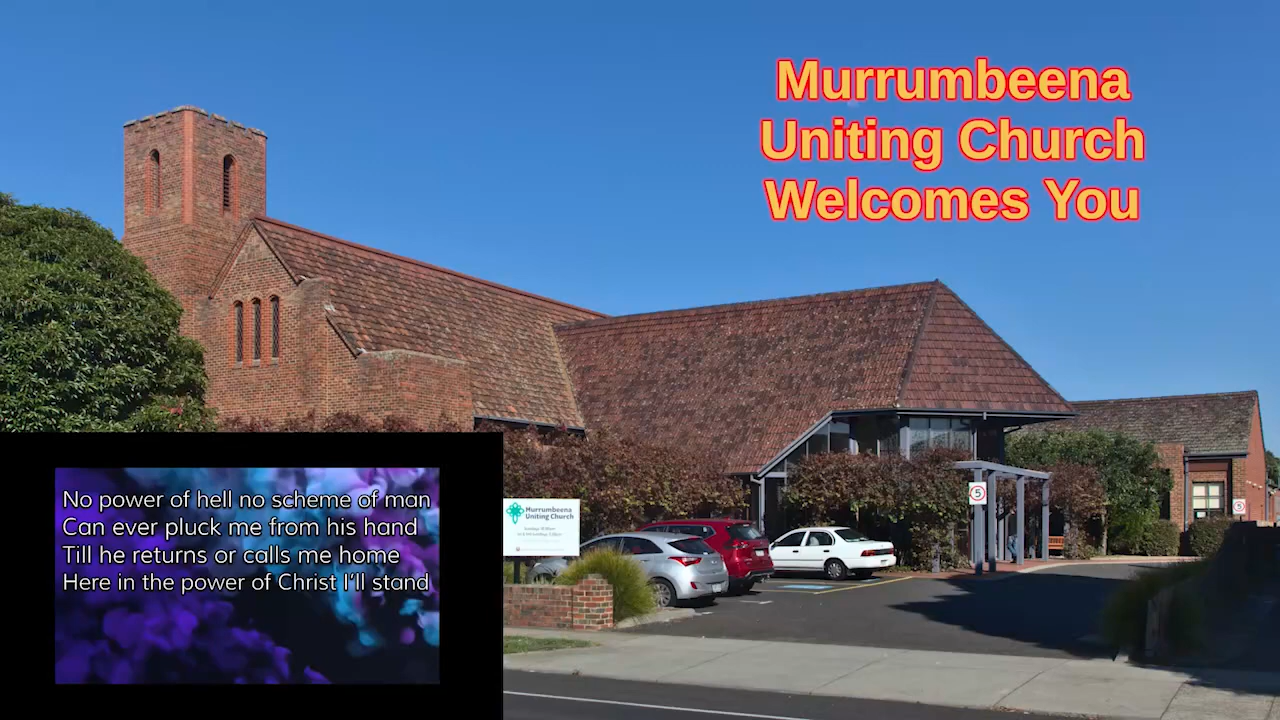 Murrumbeena
Uniting Church
Welcomes You
No power of hell no scheme of man
Can ever pluck me from his hand
Till he returns or calls me home
Here in the power of Christ I'll stand
Murrumbeena
Uniting Church
5
5